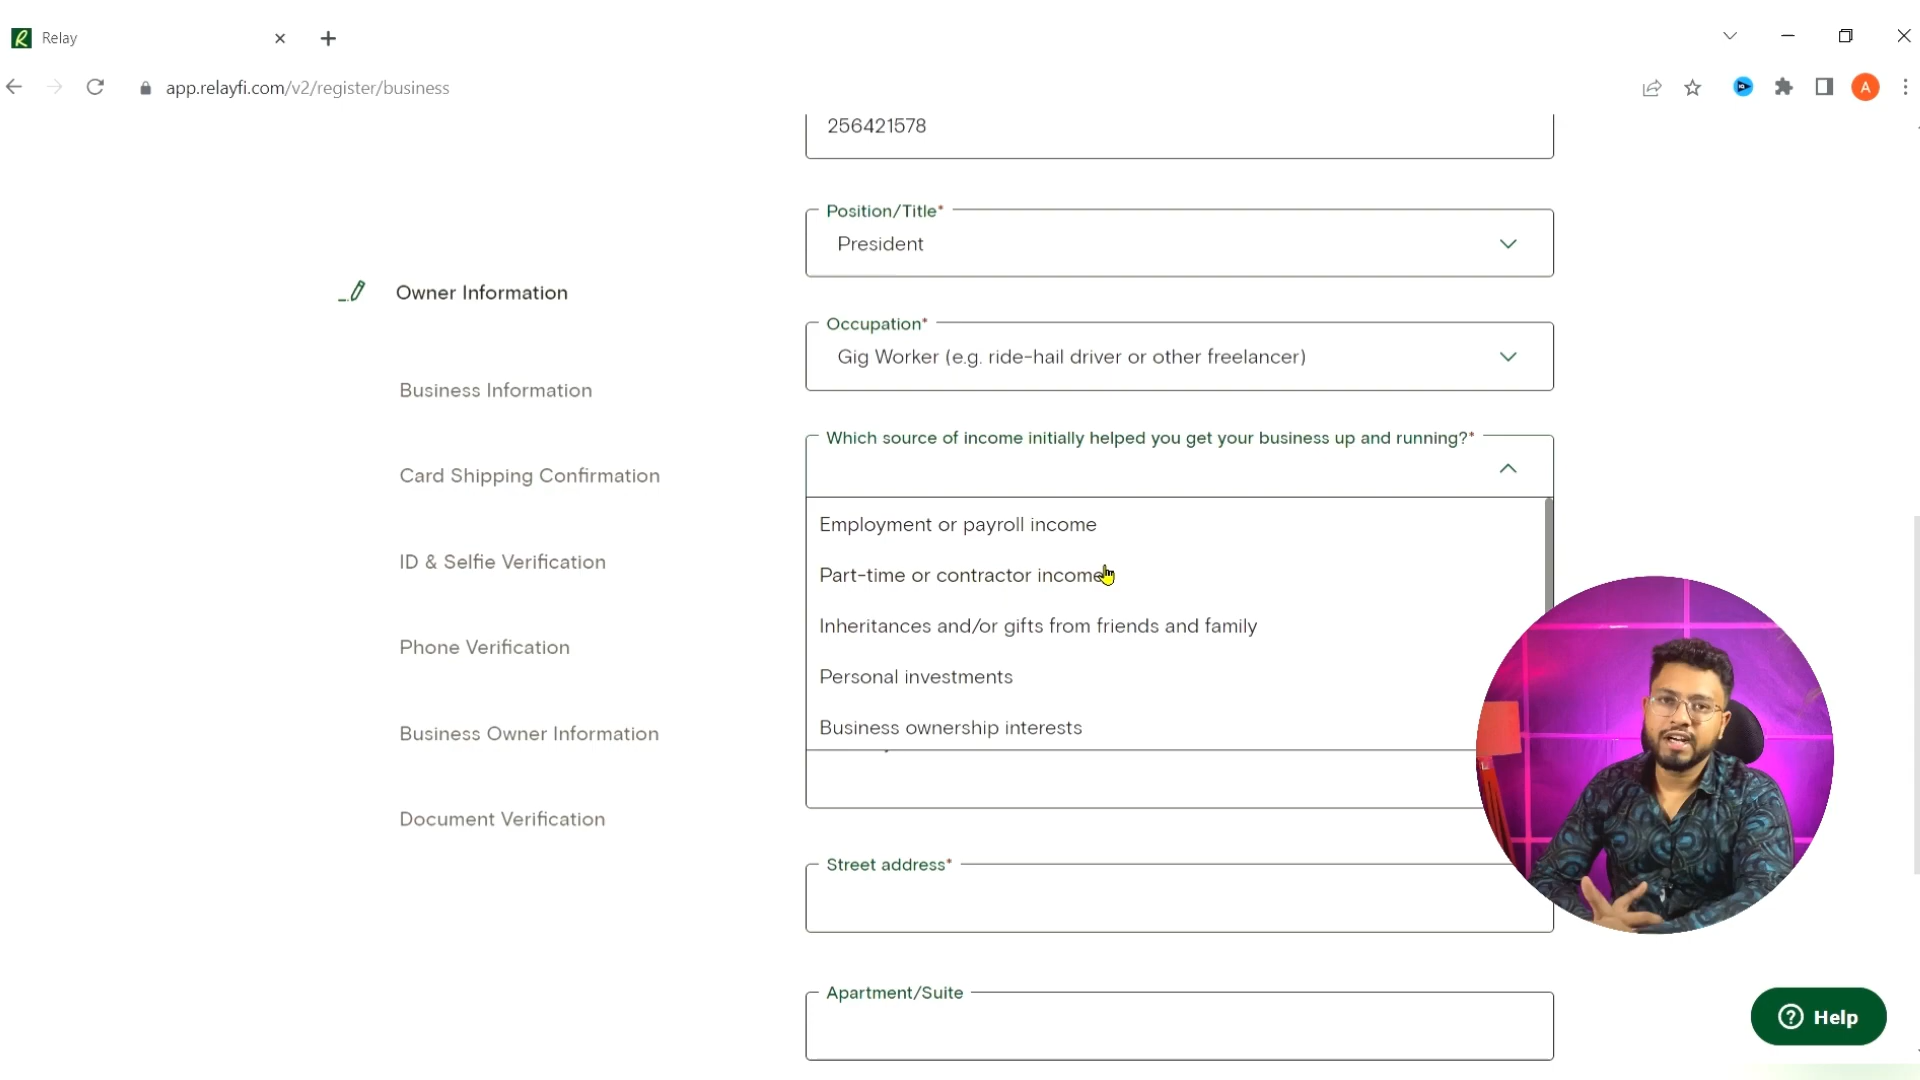 Relay
app.relayfi.com/v2/register/business
A
256421578
Position/Title*
President
Owner Information
Occupation*
Gig Worker (e.g. ride-hail driver or other freelancer)
Business Information
Which source of income initially helped you get your business up and running?*
Card Shipping Confirmation
Employment or payroll income
ID & Selfie Verification
Part-time or contractor income
Inheritances and/or gifts from friends and family
Phone Verification
Personal investments
Business Owner Information
Business ownership interests
Document Verification
Street address*
Apartment/Suite
Help